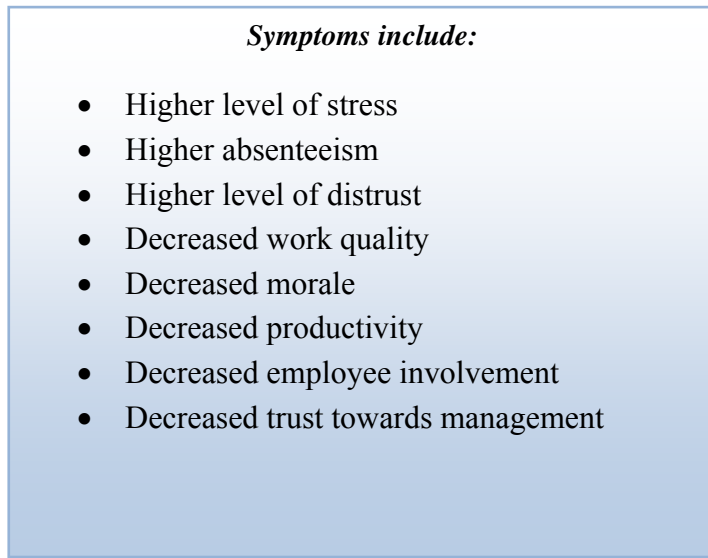 Symptoms include:
• Higher level of stress
• Higher absenteeism
• Higher level of distrust
• Decreased work quality
• Decreased morale
• Decreased productivity
• Decreased employee involvement
• Decreased trust towards management